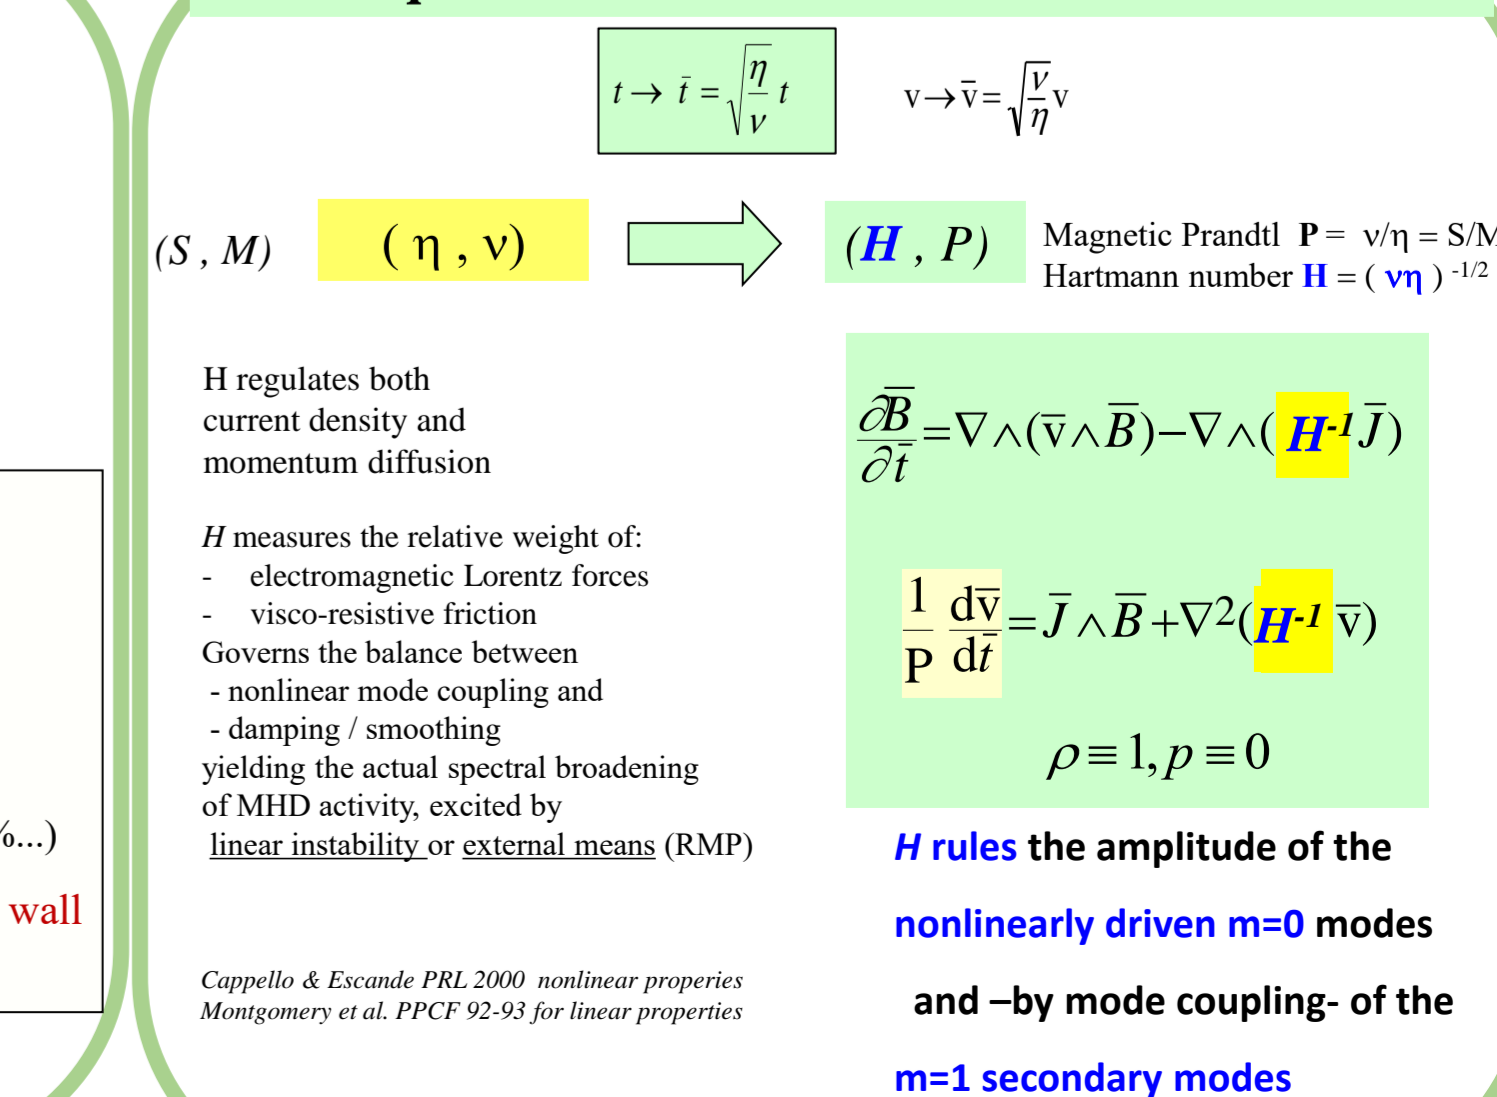 t → t̄ = √(η/ν) t
v → v̄ = √(ν/η) v
(S , M)
( η , ν)
(H , P)
Magnetic Prandtl P = ν/η = S/M
Hartmann number H = ( νη ) -1/2
H regulates both
current density and
momentum diffusion
H measures the relative weight of:
- electromagnetic Lorentz forces
- visco-resistive friction
Governs the balance between
- nonlinear mode coupling and
- damping / smoothing
yielding the actual spectral broadening
of MHD activity, excited by
linear instability or external means (RMP)
Cappello & Escande PRL 2000 nonlinear properies
Montgomery et al. PPCF 92-93 for linear properties
∂B̄/∂t̄ = ∇∧(v̄∧B̄)−∇∧( H-1 J̄)
1/P dv̄/dt̄ = J̄∧B̄+∇2(H-1 v̄)
ρ ≡ 1, p ≡ 0
H rules the amplitude of the
nonlinearly driven m=0 modes
and –by mode coupling- of the
m=1 secondary modes
%...)
wall